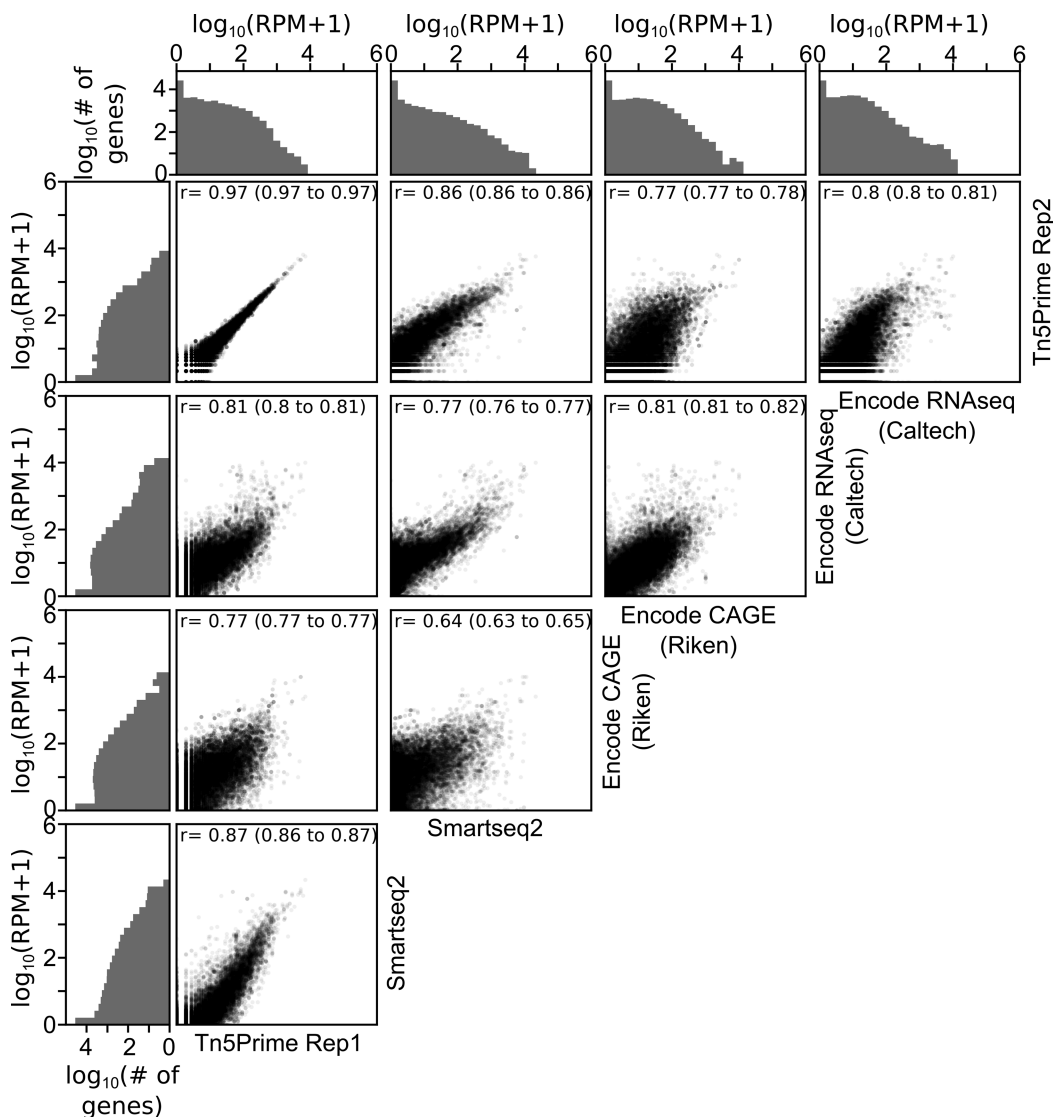 log10(RPM+1) log10(RPM+1) log10(RPM+1) log10(RPM+1)
0 2 4 6 0 2 4 6 0 2 4 6 0 2 4 6
log10(# of
genes)
4
2
0
r= 0.97 (0.97 to 0.97) r= 0.86 (0.86 to 0.86) r= 0.77 (0.77 to 0.78) r= 0.8 (0.8 to 0.81)
log10(RPM+1)
6
4
2
0
Tn5Prime Rep2
Encode RNAseq
(Caltech)
r= 0.81 (0.8 to 0.81) r= 0.77 (0.76 to 0.77) r= 0.81 (0.81 to 0.82)
log10(RPM+1)
6
4
2
0
Encode RNAseq
(Caltech)
Encode CAGE
(Riken)
r= 0.77 (0.77 to 0.77) r= 0.64 (0.63 to 0.65)
log10(RPM+1)
6
4
2
0
Encode CAGE
(Riken)
Smartseq2
r= 0.87 (0.86 to 0.87)
log10(RPM+1)
6
4
2
0
Smartseq2
Tn5Prime Rep1
4 2 0
log10(# of
genes)